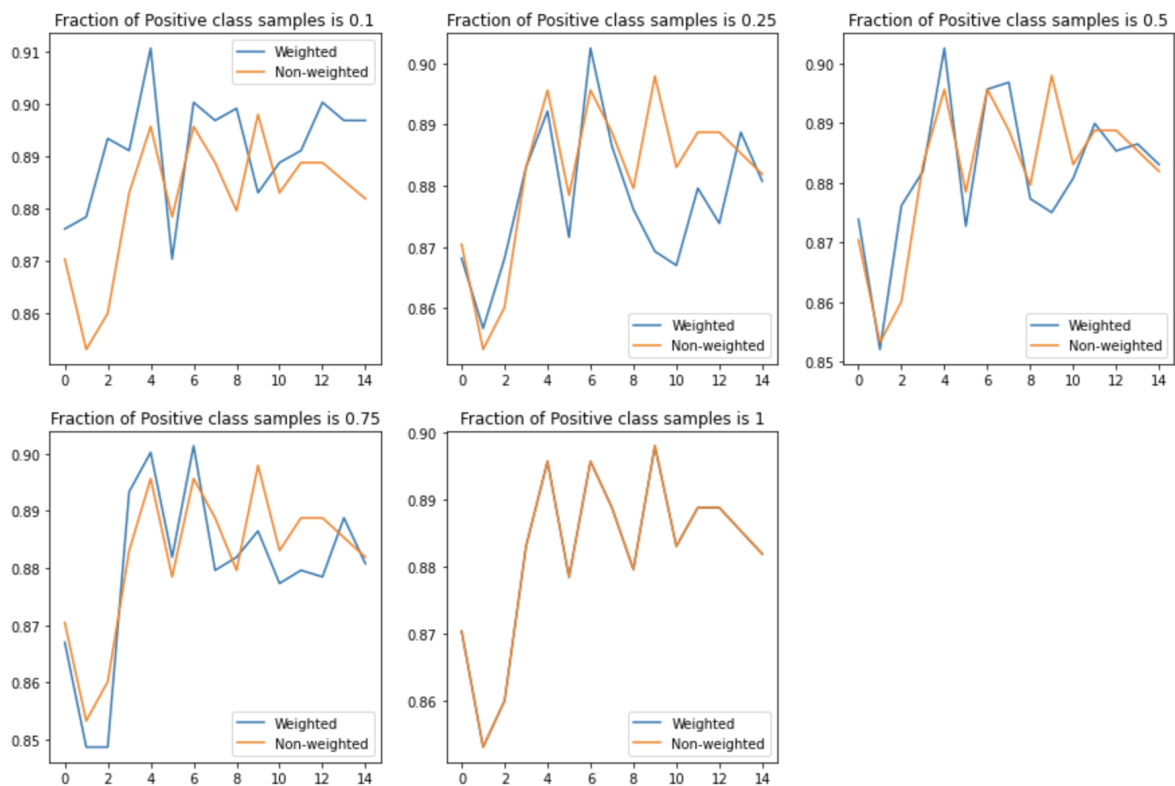 Fraction of Positive class samples is 0.1
0.91
0.90
0.89
0.88
0.87
0.86
Weighted
Non-weighted
0 2 4 6 8 10 12 14
Fraction of Positive class samples is 0.25
0.90
0.89
0.88
0.87
0.86
Weighted
Non-weighted
0 2 4 6 8 10 12 14
Fraction of Positive class samples is 0.5
0.90
0.89
0.88
0.87
0.86
0.85
Weighted
Non-weighted
0 2 4 6 8 10 12 14
Fraction of Positive class samples is 0.75
0.90
0.89
0.88
0.87
0.86
0.85
Weighted
Non-weighted
0 2 4 6 8 10 12 14
Fraction of Positive class samples is 1
0.90
0.89
0.88
0.87
0.86
Weighted
Non-weighted
0 2 4 6 8 10 12 14